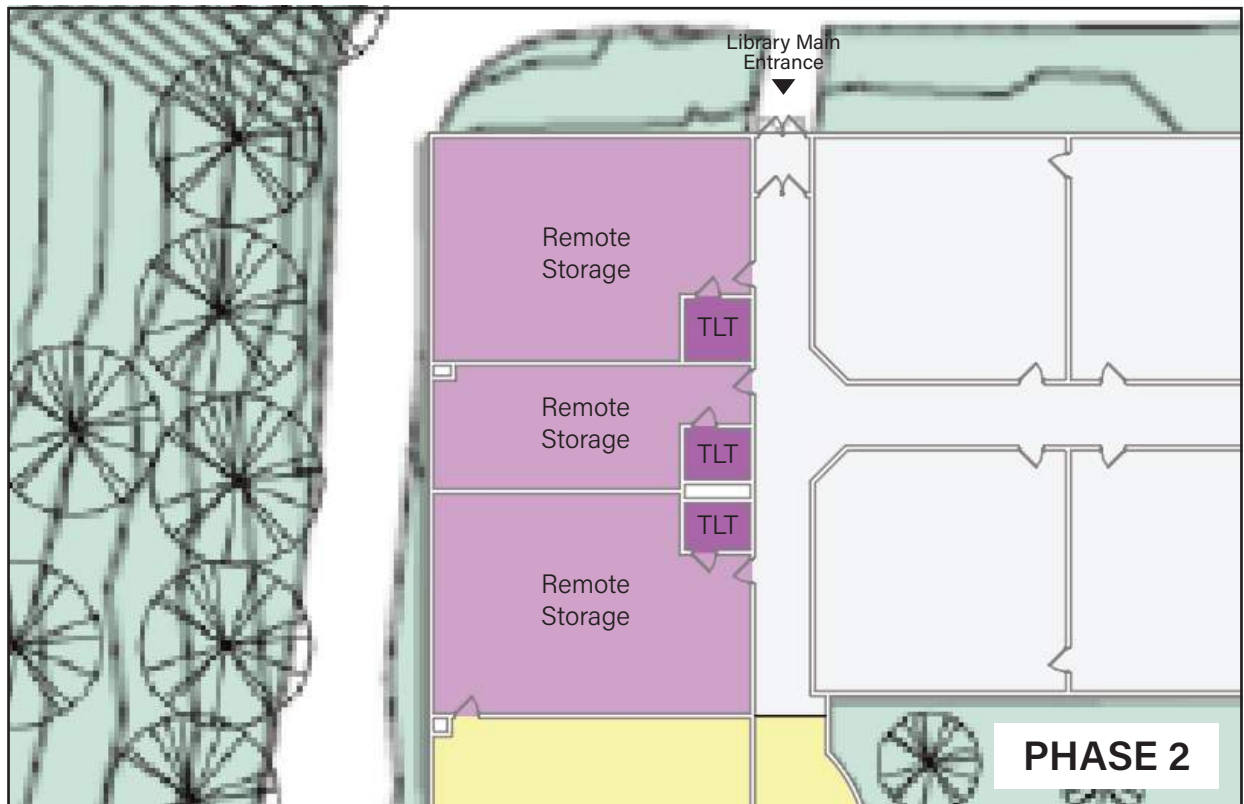 Library Main
Entrance
Remote
Storage
TLT
Remote
Storage
TLT
TLT
Remote
Storage
PHASE 2